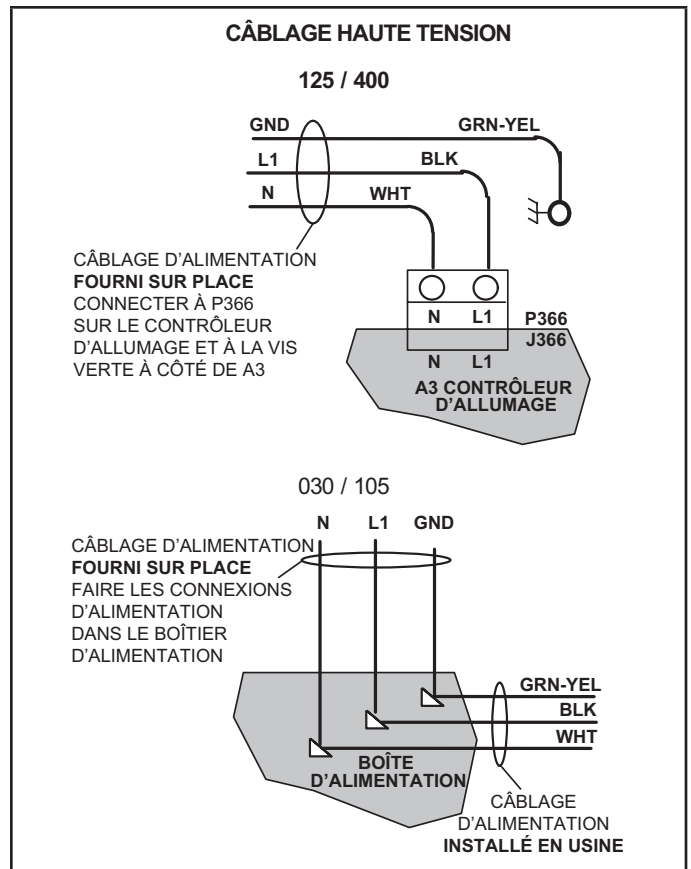 CÂBLAGE HAUTE TENSION
125 / 400
GND GRN-YEL
L1 BLK
N WHT
CÂBLAGE D'ALIMENTATION
FOURNI SUR PLACE
CONNECTER À P366
SUR LE CONTRÔLEUR
D'ALLUMAGE ET À LA VIS
VERTE À CÔTÉ DE A3
N L1 P366
J366
N L1
A3 CONTRÔLEUR
D'ALLUMAGE
030 / 105
N L1 GND
CÂBLAGE D'ALIMENTATION
FOURNI SUR PLACE
FAIRE LES CONNEXIONS
D'ALIMENTATION
DANS LE BOÎTIER
D'ALIMENTATION
GRN-YEL
BLK
WHT
BOÎTE
D'ALIMENTATION
CÂBLAGE
D'ALIMENTATION
INSTALLÉ EN USINE